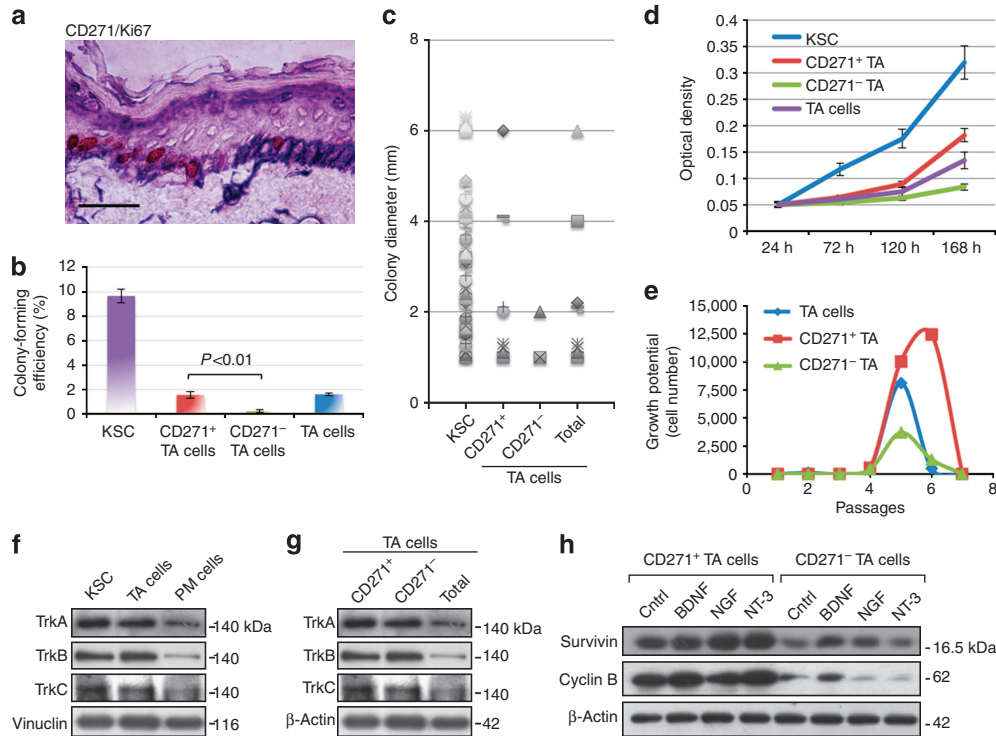 a
CD271/Ki67
b
Colony-forming
efficiency (%)
12
10
8
6
4
2
0
P<0.01
KSC
CD271+
TA cells
CD271–
TA cells
TA cells
c
Colony diameter (mm)
8
6
4
2
0
KSC
CD271+
CD271–
Total
TA cells
d
Optical density
0.4
0.35
0.3
0.25
0.2
0.15
0.1
0.05
0
KSC
CD271+ TA
CD271– TA
TA cells
24 h
72 h
120 h
168 h
e
Growth potential
(cell number)
15,000
12,500
10,000
7,500
5,000
2,500
0
TA cells
CD271+ TA
CD271– TA
0 2 4 6 8
Passages
f
KSC
TA cells
PM cells
TrkA
-140 kDa
TrkB
-140
TrkC
-140
Vinuclin
-116
g
TA cells
CD271+
CD271–
Total
TrkA
-140 kDa
TrkB
-140
TrkC
-140
β-Actin
-42
h
CD271+ TA cells
CD271– TA cells
Cntrl
BDNF
NGF
NT-3
Cntrl
BDNF
NGF
NT-3
Survivin
- 16.5 kDa
Cyclin B
- 62
β-Actin
- 42